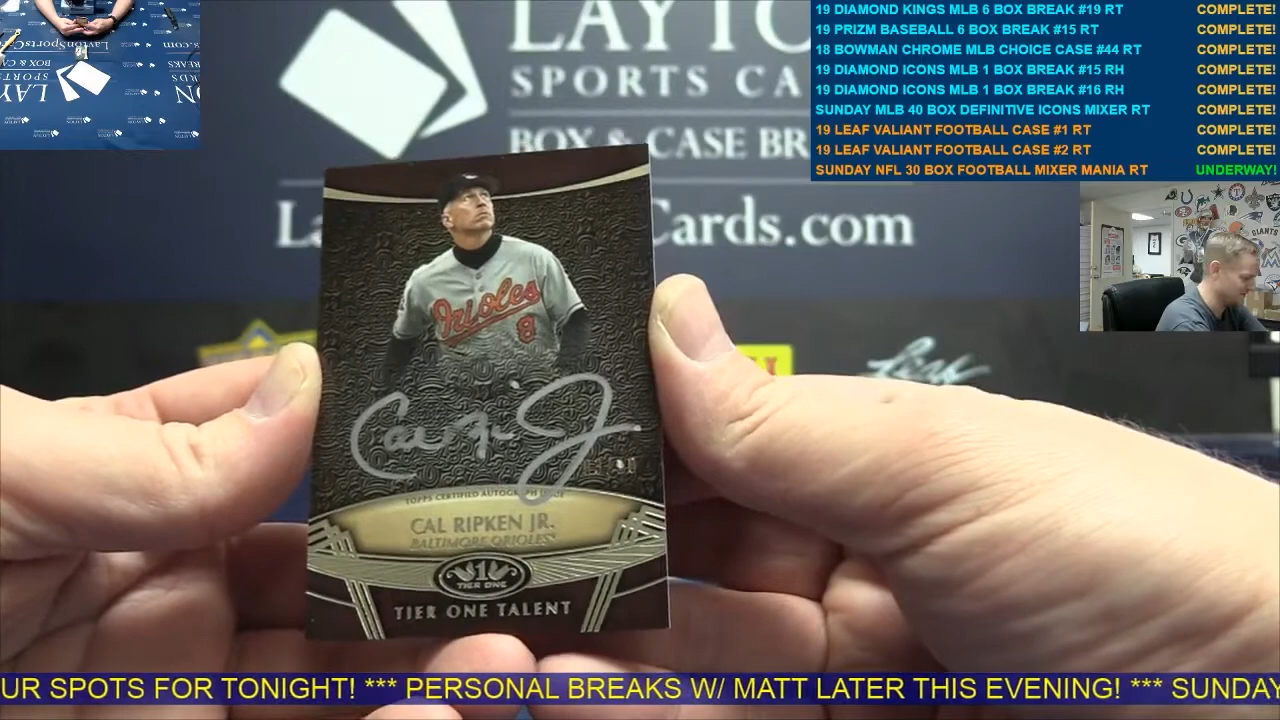 19 DIAMOND KINGS MLB 6 BOX BREAK #19 RT COMPLETE!
19 PRIZM BASEBALL 6 BOX BREAK #15 RT COMPLETE!
18 BOWMAN CHROME MLB CHOICE CASE #44 RT COMPLETE!
19 DIAMOND ICONS MLB 1 BOX BREAK #15 RH COMPLETE!
19 DIAMOND ICONS MLB 1 BOX BREAK #16 RH COMPLETE!
SUNDAY MLB 40 BOX DEFINITIVE ICONS MIXER RT COMPLETE!
19 LEAF VALIANT FOOTBALL CASE #1 RT COMPLETE!
19 LEAF VALIANT FOOTBALL CASE #2 RT COMPLETE!
SUNDAY NFL 30 BOX FOOTBALL MIXER MANIA RT UNDERWAY!
LAYTO
SPORTS CA
BOX & CASE BR
La Cards.com
Orioles
8
TOPPS CERTIFIED AUTOGRAPH ISSUE
CAL RIPKEN JR.
BALTIMORE ORIOLES
1
TIER ONE
TIER ONE TALENT
UR SPOTS FOR TONIGHT! *** PERSONAL BREAKS W/ MATT LATER THIS EVENING! *** SUNDAY